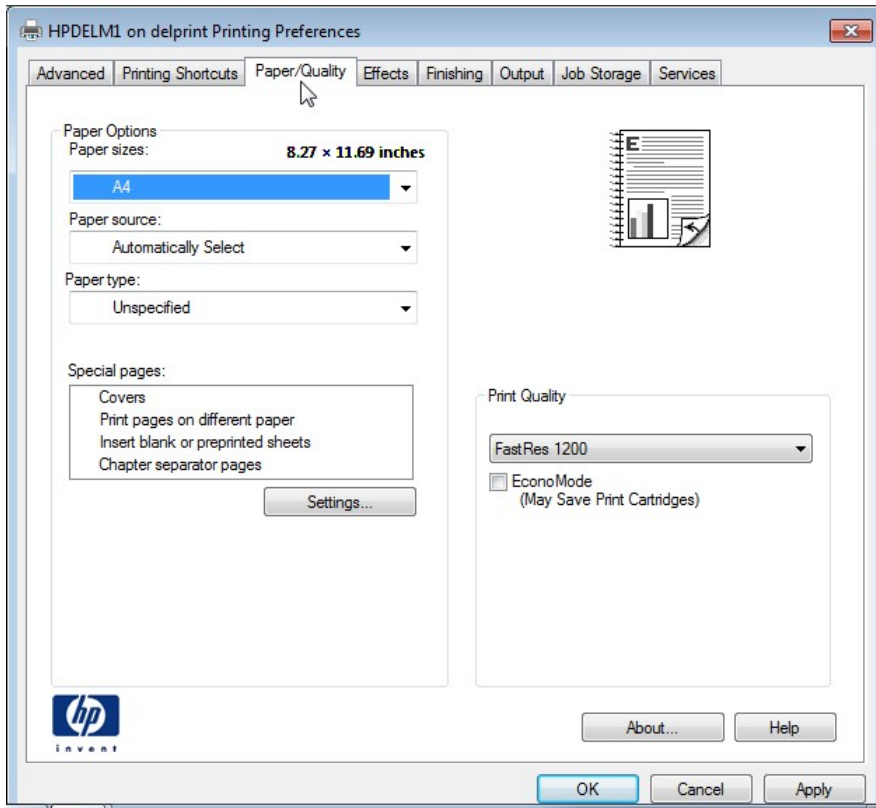 HPDELM1 on delprint Printing Preferences
Advanced Printing Shortcuts Paper/Quality Effects Finishing Output Job Storage Services
Paper Options
Paper sizes: 8.27 × 11.69 inches
A4
Paper source:
Automatically Select
Paper type:
Unspecified
Special pages:
Covers
Print pages on different paper
Insert blank or preprinted sheets
Chapter separator pages
Settings...
E
Print Quality
FastRes 1200
EconoMode
(May Save Print Cartridges)
hp
invent
About... Help
OK Cancel Apply